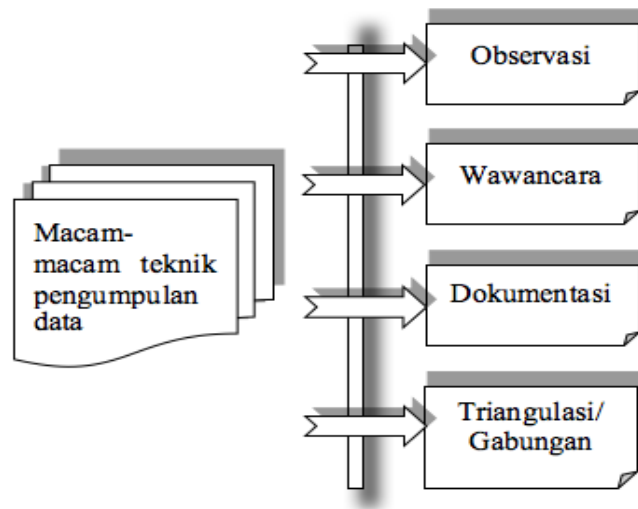 Observasi
Wawancara
Macam-
macam teknik
pengumpulan
data
Dokumentasi
Triangulasi/
Gabungan